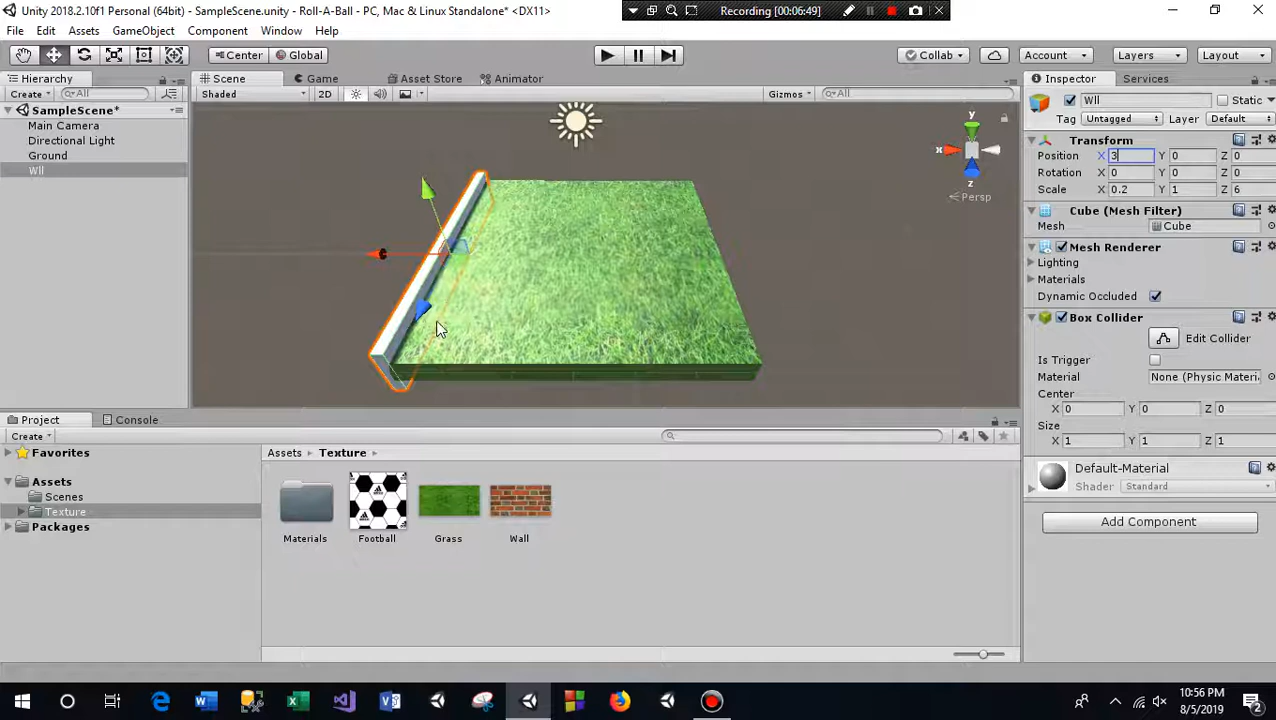 Unity 2018.2.10f1 Personal (64bit) - SampleScene.unity - Roll-A-Ball - PC, Mac & Linux Standalone* <DX11>
Recording [0:06:49]
File Edit Assets GameObject Component Window Help
Center Global Collab Account Layers Layout
Hierarchy Scene Game Asset Store Animator Inspector Services
Create All Shaded 2D Gizmos All Wll Static
SampleScene* Tag Untagged Layer Default
Main Camera
Directional Light
Ground
Wll
y
x
z
Persp
Transform
Position X 3 Y 0 Z 0
Rotation X 0 Y 0 Z 0
Scale X 0.2 Y 1 Z 6
Cube (Mesh Filter)
Mesh Cube
Mesh Renderer
Lighting
Materials
Dynamic Occluded
Box Collider
Edit Collider
Is Trigger
Material None (Physic Materi
Center
X 0 Y 0 Z 0
Size
X 1 Y 1 Z 1
Default-Material
Shader Standard
Add Component
Project Console
Create
Favorites
Assets
Scenes
Texture
Packages
Assets Texture
Materials Football Grass Wall
10:56 PM
8/5/2019
2